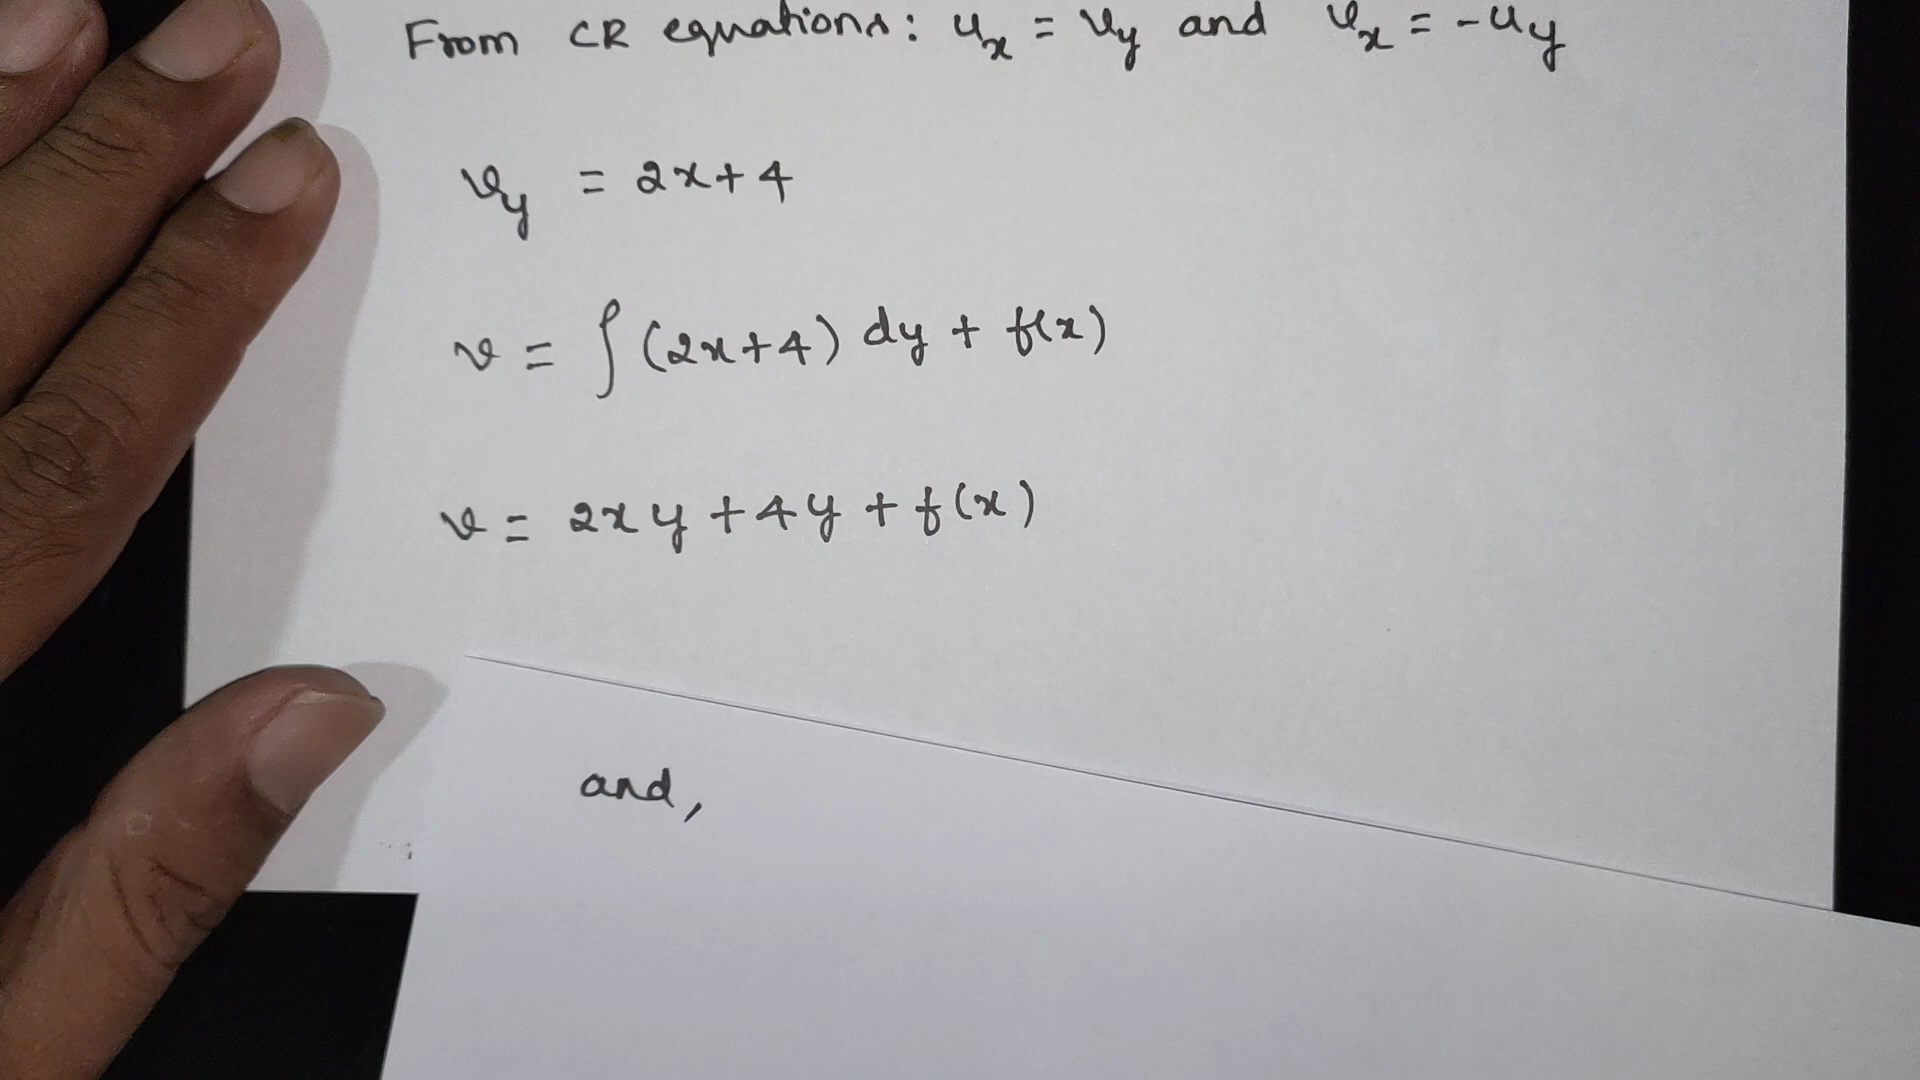 From CR equations: uₓ = v_y and vₓ = -u_y
v_y = 2x+4
v = ∫ (2x+4) dy + f(x)
v = 2xy + 4y + f(x)
and,